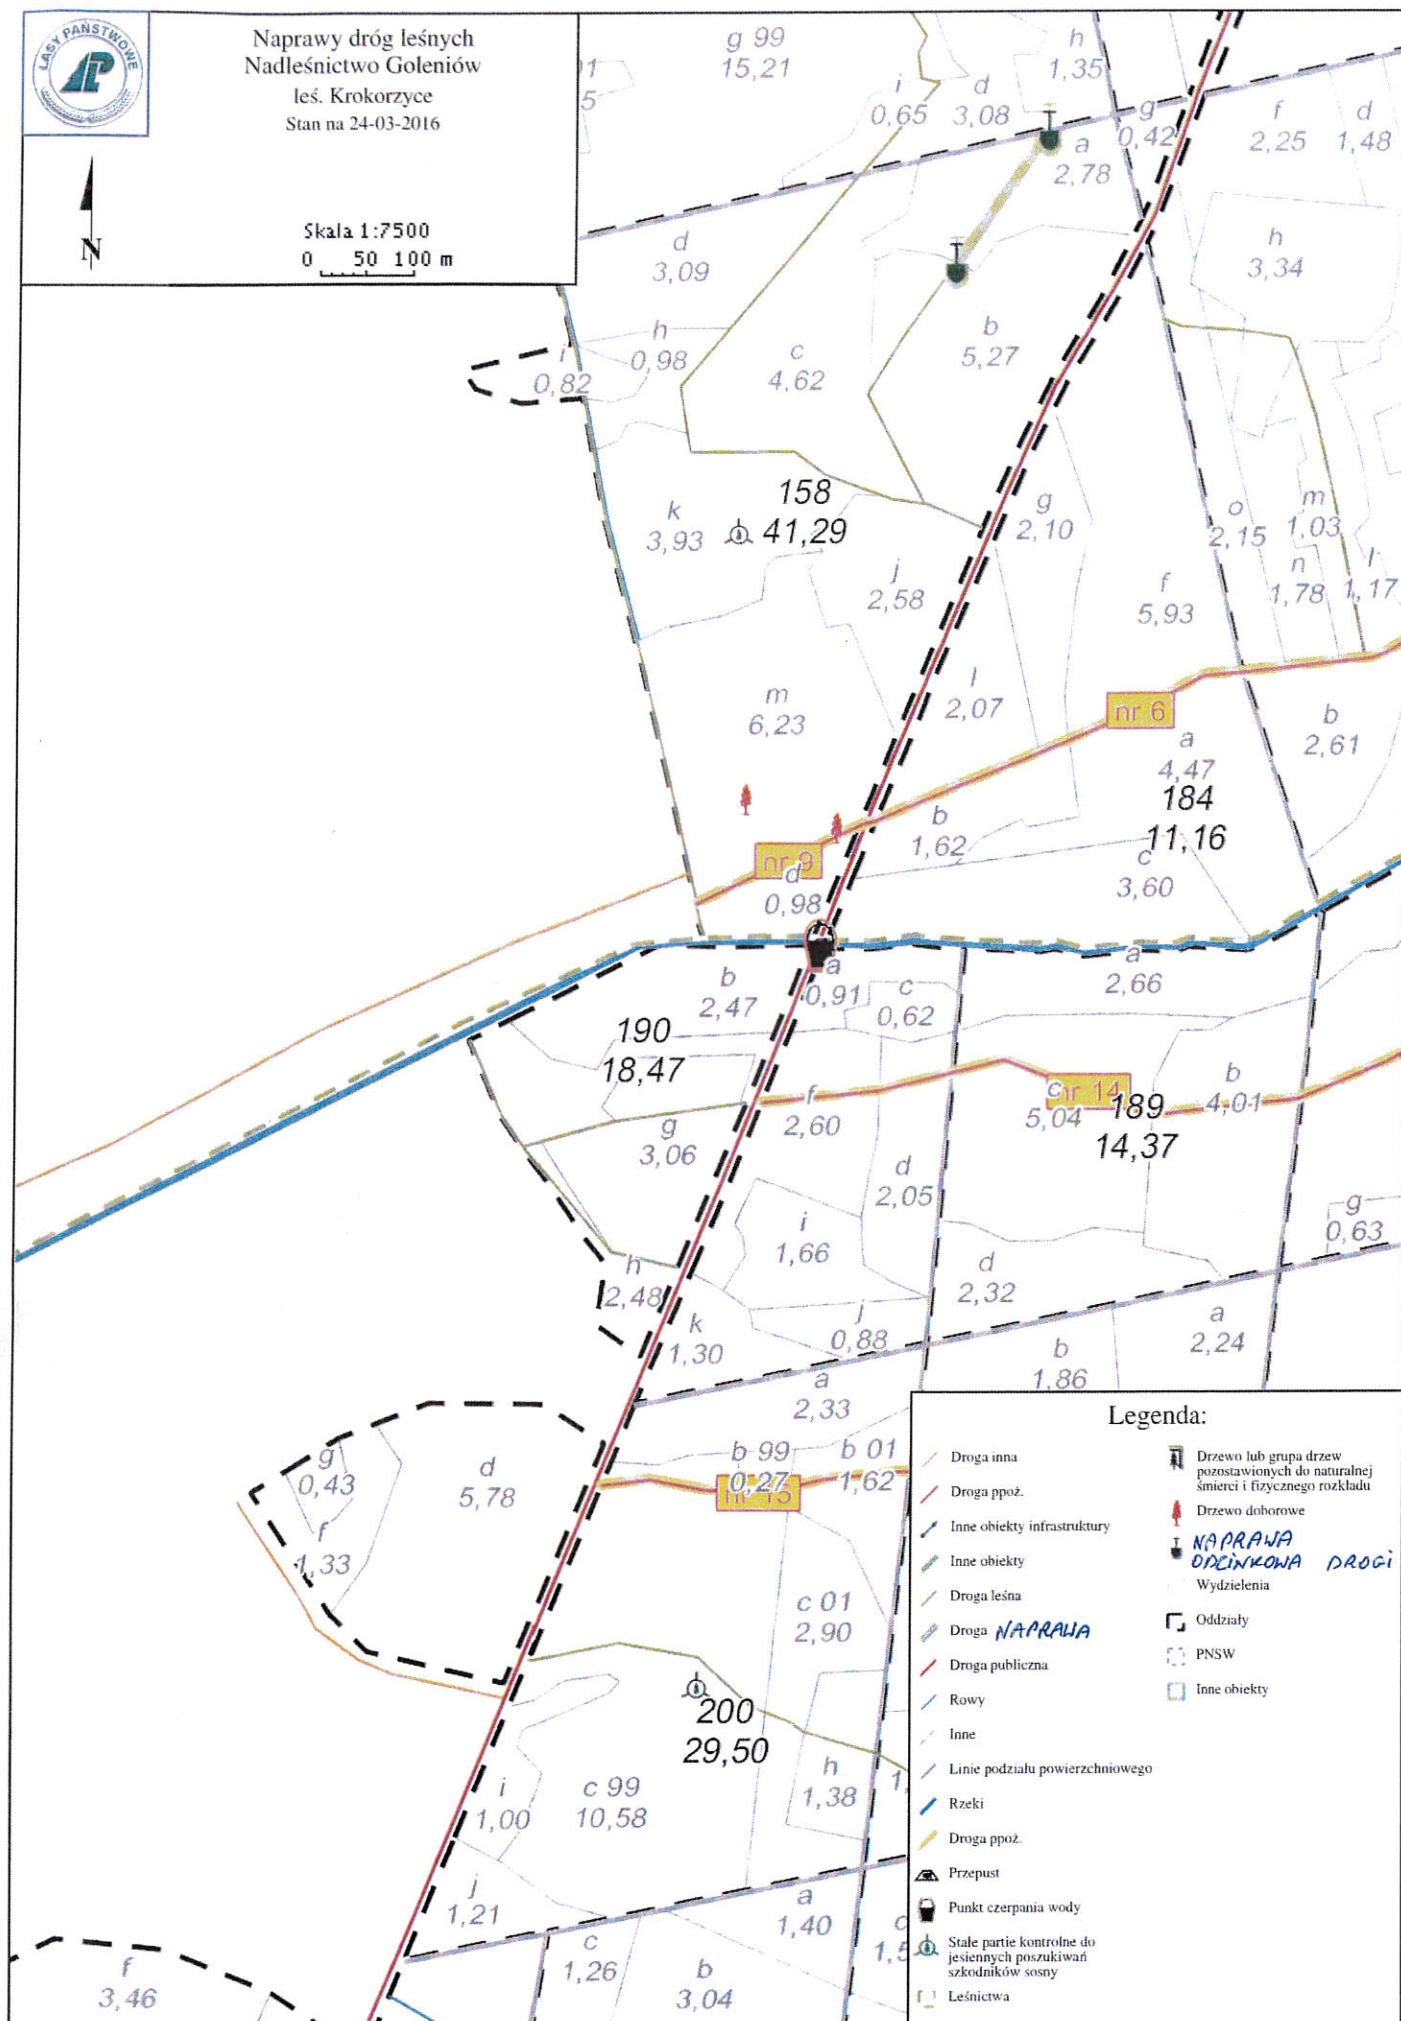 LASY PAŃSTWOWE
Naprawy dróg leśnych
Nadleśnictwo Goleniów
leś. Krokorzyce
Stan na 24-03-2016
N
Skala 1:7500
0 50 100 m
g 99
15,21
h
1,35
i
0,65
d
3,08
a
2,78
g
0,42
f
2,25
d
1,48
d
3,09
h
3,34
h
0,98
i
0,82
c
4,62
b
5,27
158
41,29
k
3,93
g
2,10
o
2,15
m
1,03
j
2,58
f
5,93
n
1,78
l
1,17
m
6,23
l
2,07
nr 6
b
2,61
a
4,47
184
11,16
b
1,62
nr 9
d
0,98
c
3,60
a
0,91
a
2,66
b
2,47
c
0,62
190
18,47
f
2,60
nr 14
c
5,04
189
14,37
b
4,01
g
3,06
d
2,05
i
1,66
g
0,63
h
2,48
d
2,32
k
1,30
j
0,88
a
2,24
b
1,86
a
2,33
g
0,43
d
5,78
b 99
0,27
b 01
1,62
nr 15
f
1,33
c 01
2,90
200
29,50
h
1,38
i
1,00
c 99
10,58
j
1,21
a
1,40
c
1,26
b
3,04
f
3,46
Legenda:
Droga inna
Droga ppoż.
Inne obiekty infrastruktury
Inne obiekty
Droga leśna
Droga NAPRAWA
Droga publiczna
Rowy
Inne
Linie podziału powierzchniowego
Rzeki
Droga ppoż.
Przepust
Punkt czerpania wody
Stałe partie kontrolne do
jesiennych poszukiwań
szkodników sosny
Leśnictwa
Drzewo lub grupa drzew
pozostawionych do naturalnej
śmierci i fizycznego rozkładu
Drzewo doborowe
NAPRAWA
ODCINKOWA DROGI
Wydzielenia
Oddziały
PNSW
Inne obiekty